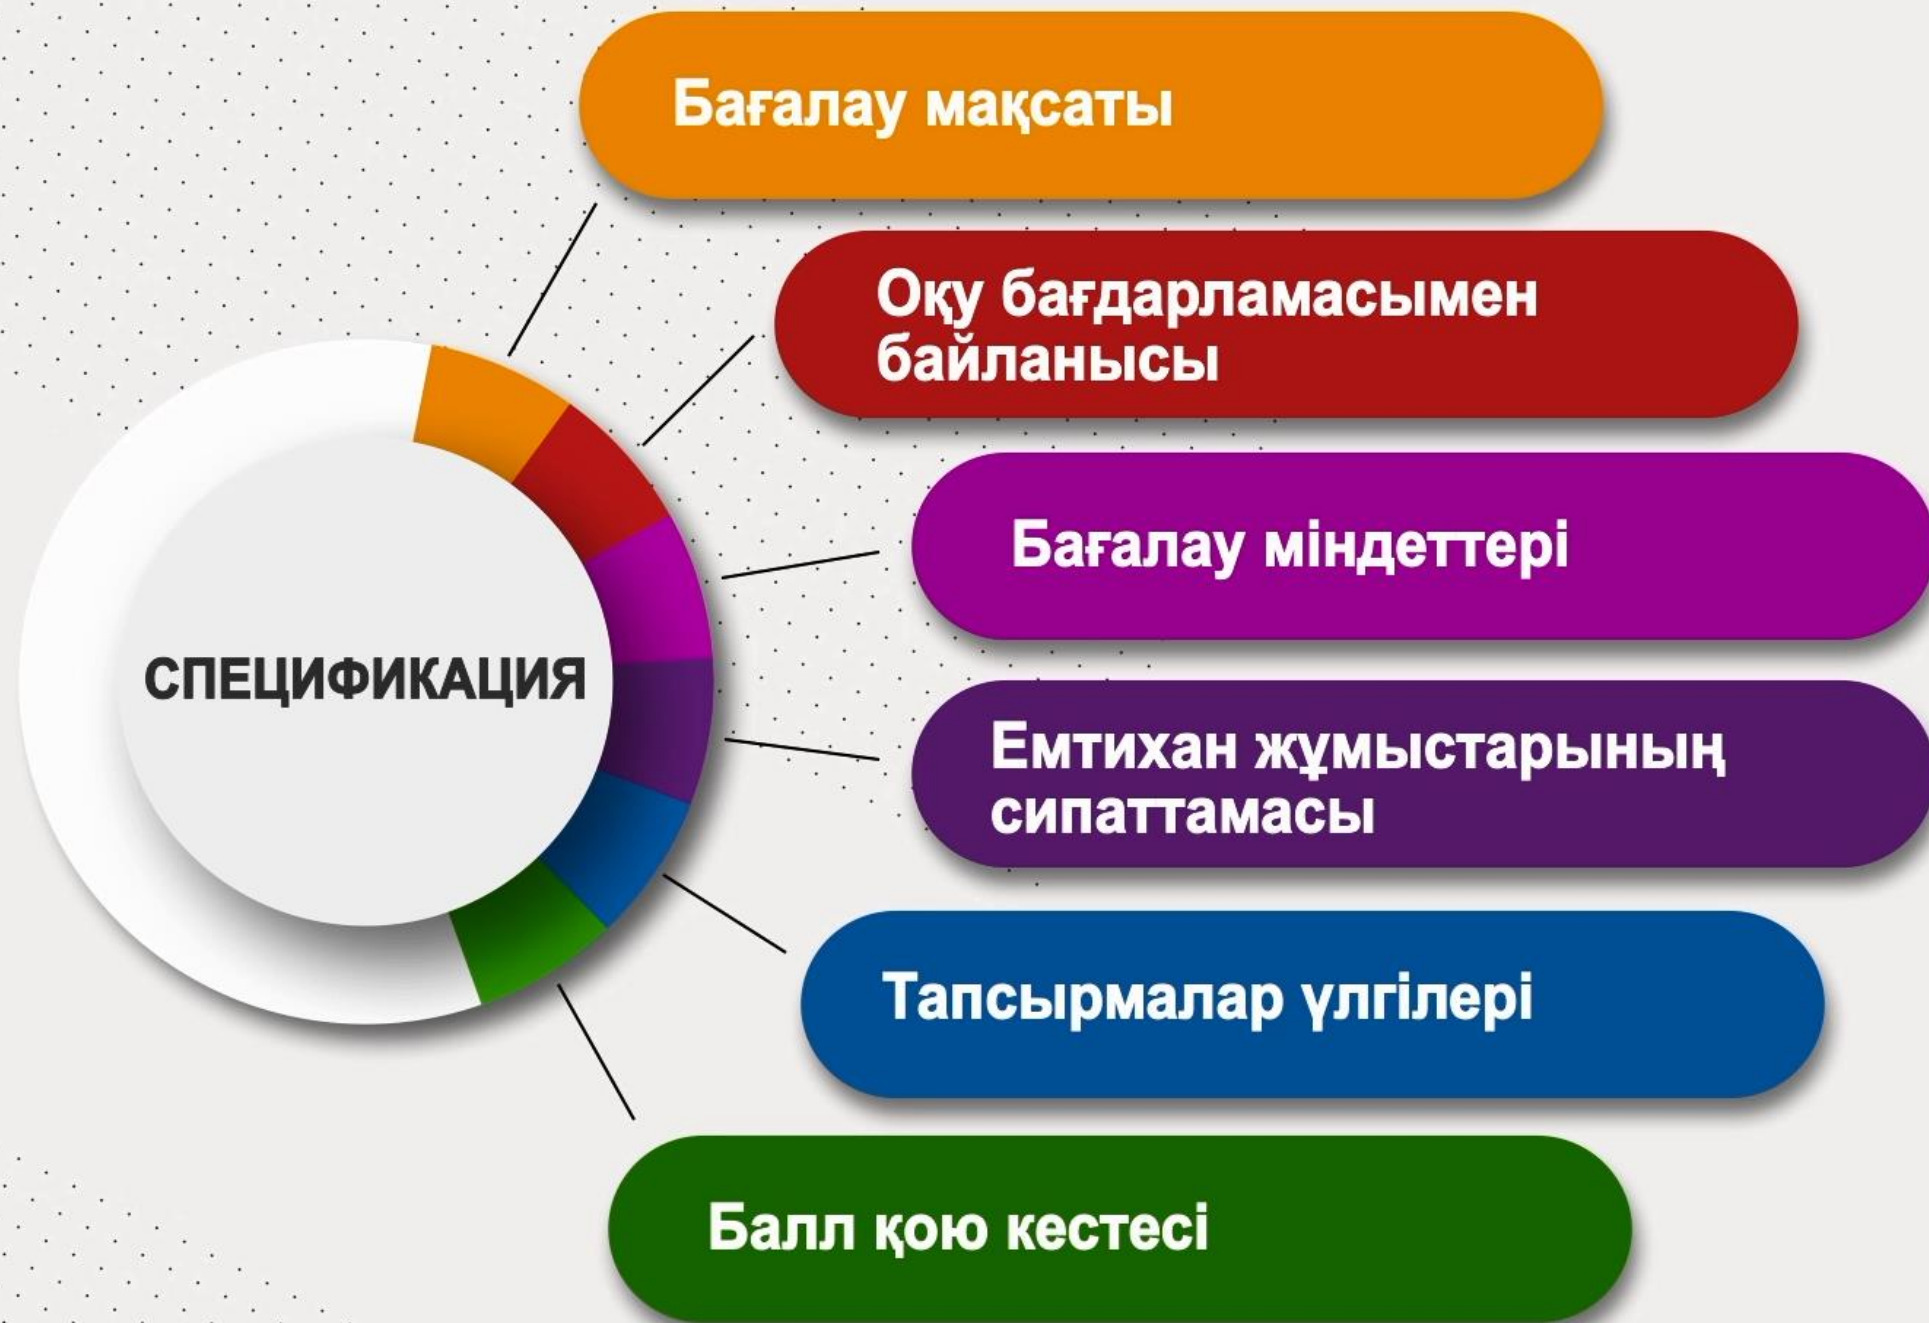 Бағалау мақсаты
Оқу бағдарламасымен
байланысы
Бағалау міндеттері
СПЕЦИФИКАЦИЯ
Емтихан жұмыстарының
сипаттамасы
Тапсырмалар үлгілері
Балл қою кестесі